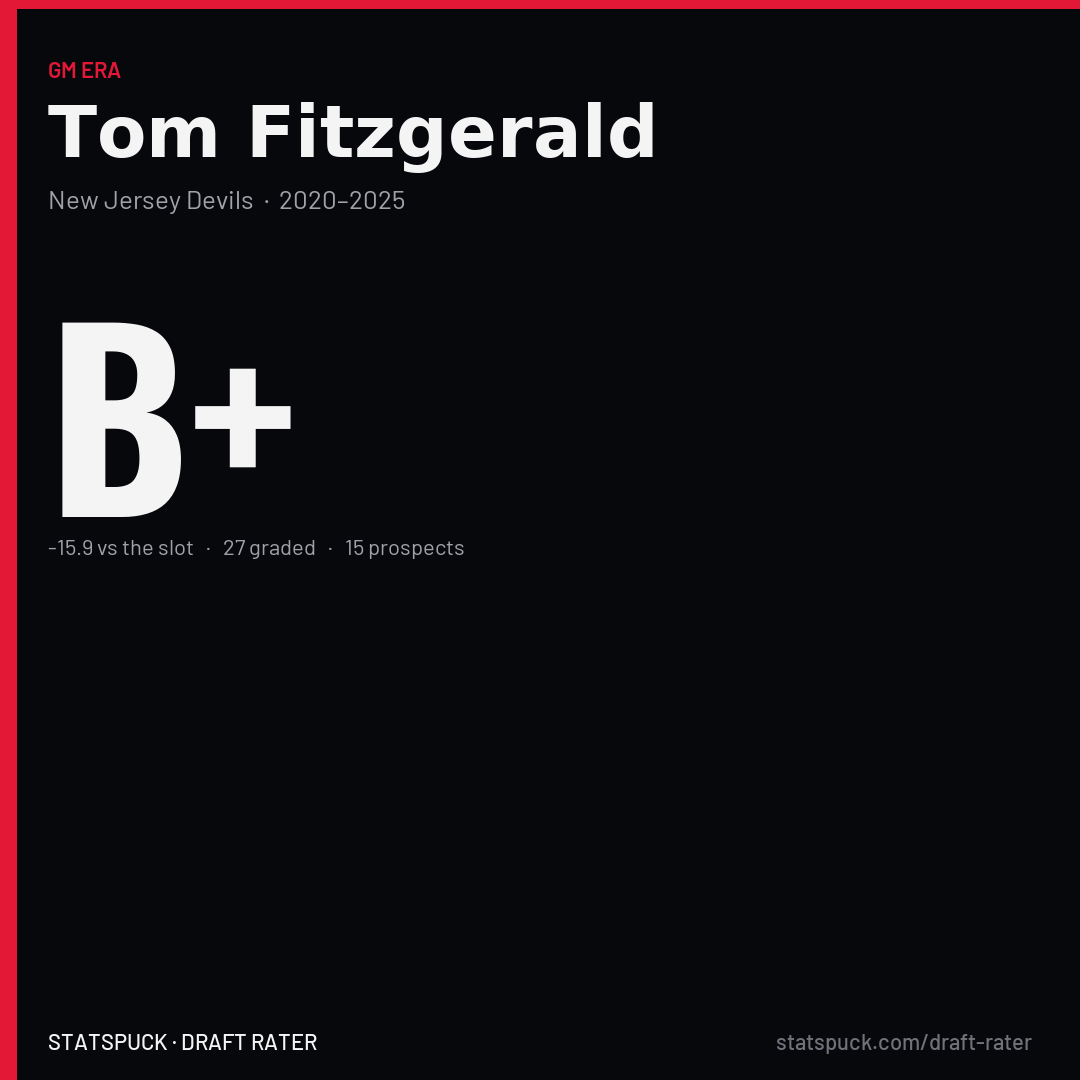 GM ERA
Tom Fitzgerald
New Jersey Devils · 2020–2025
B+
-15.9 vs the slot · 27 graded · 15 prospects
STATSPUCK · DRAFT RATER
statspuck.com/draft-rater